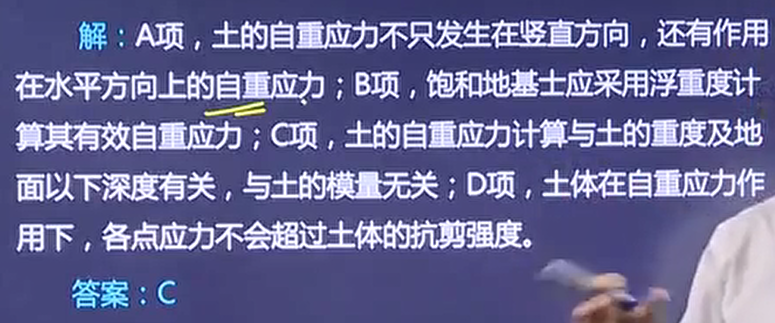 解：A项，土的自重应力不只发生在竖直方向，还有作用
在水平方向上的自重应力；B项，饱和地基士应采用浮重度计
算其有效自重应力；C项，土的自重应力计算与土的重度及地
面以下深度有关，与土的模量无关；D项，土体在自重应力作
用下，各点应力不会超过土体的抗剪强度。
答案：C